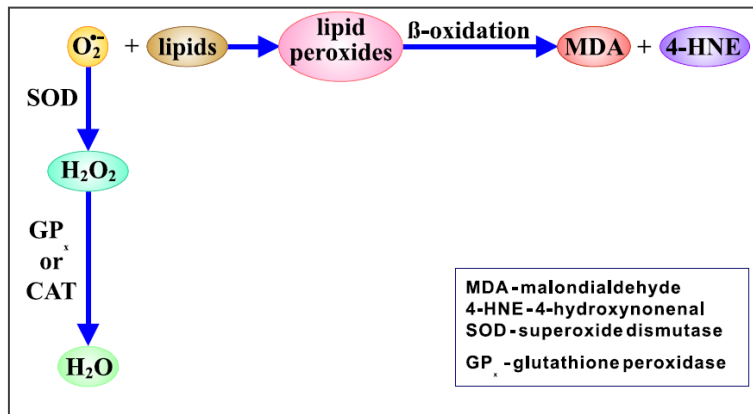 O₂•− + lipids lipid peroxides ß-oxidation MDA + 4-HNE
SOD
H₂O₂
GPₓ
or
CAT
H₂O
MDA-malondialdehyde
4-HNE-4-hydroxynonenal
SOD-superoxide dismutase
GPₓ-glutathione peroxidase